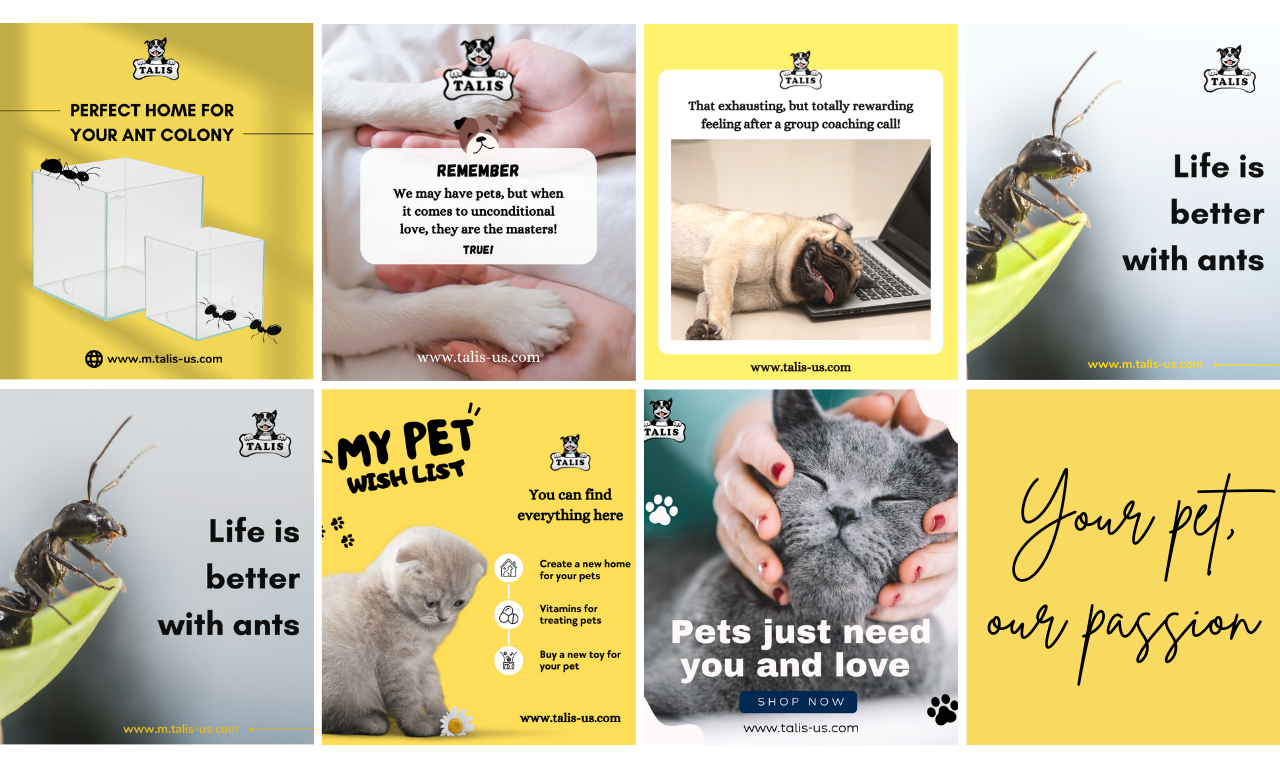 TALIS
PERFECT HOME FOR
YOUR ANT COLONY
www.m.talis-us.com
TALIS
REMEMBER
We may have pets, but when
it comes to unconditional
love, they are the masters!
TRUE!
www.talis-us.com
TALIS
That exhausting, but totally rewarding
feeling after a group coaching call!
www.talis-us.com
TALIS
Life is
better
with ants
www.m.talis-us.com
TALIS
Life is
better
with ants
www.m.talis-us.com
MY PET
WISH LIST
TALIS
You can find
everything here
Create a new home
for your pets
Vitamins for
treating pets
Buy a new toy for
your pet
www.talis-us.com
TALIS
Pets just need
you and love
SHOP NOW
www.talis-us.com
Your pet,
our passion